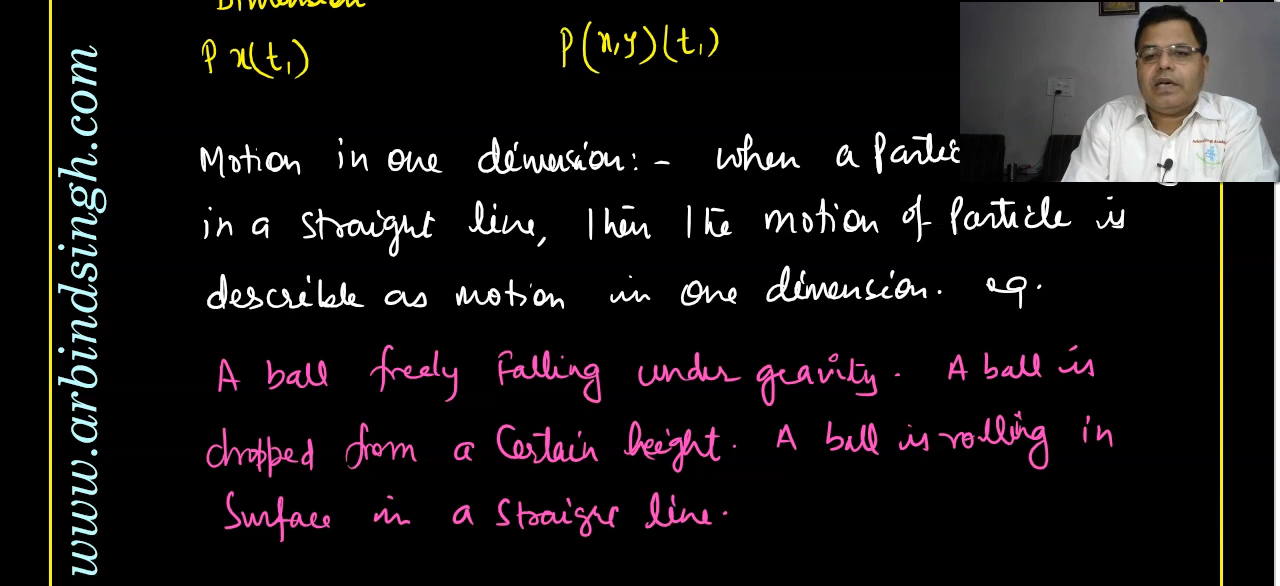 Dimension
P x(t₁)
P(x,y)(t₁)
Motion in one dimension:- when a Partic
in a straight line, Then The motion of Particle is
describle as motion in one dimension. eg.
A ball freely Falling under gravity. A ball is
dropped from a Certain height. A ball is rolling in
Surface in a straigr line.
www.arbindsingh.com